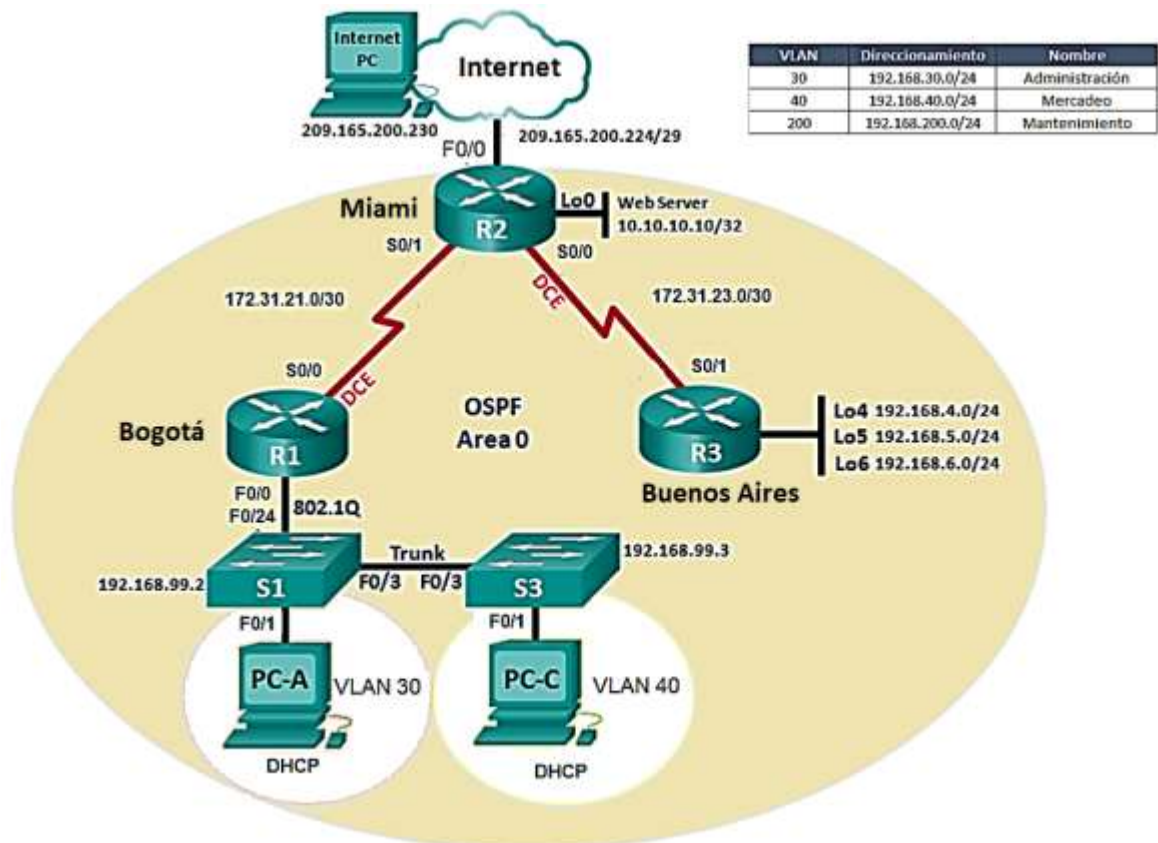 Internet
PC
Internet
209.165.200.230
209.165.200.224/29
F0/0
VLAN Direccionamiento Nombre
30 192.168.30.0/24 Administración
40 192.168.40.0/24 Mercadeo
200 192.168.200.0/24 Mantenimiento
Miami
R2
Lo0
Web Server
10.10.10.10/32
S0/1
S0/0
DCE
172.31.21.0/30
172.31.23.0/30
S0/0
DCE
S0/1
OSPF
Area 0
Bogotá
R1
R3
Buenos Aires
Lo4 192.168.4.0/24
Lo5 192.168.5.0/24
Lo6 192.168.6.0/24
F0/0
F0/24
802.1Q
Trunk
192.168.99.2
S1
F0/3
F0/3
S3
192.168.99.3
F0/1
F0/1
PC-A
VLAN 30
PC-C
VLAN 40
DHCP
DHCP